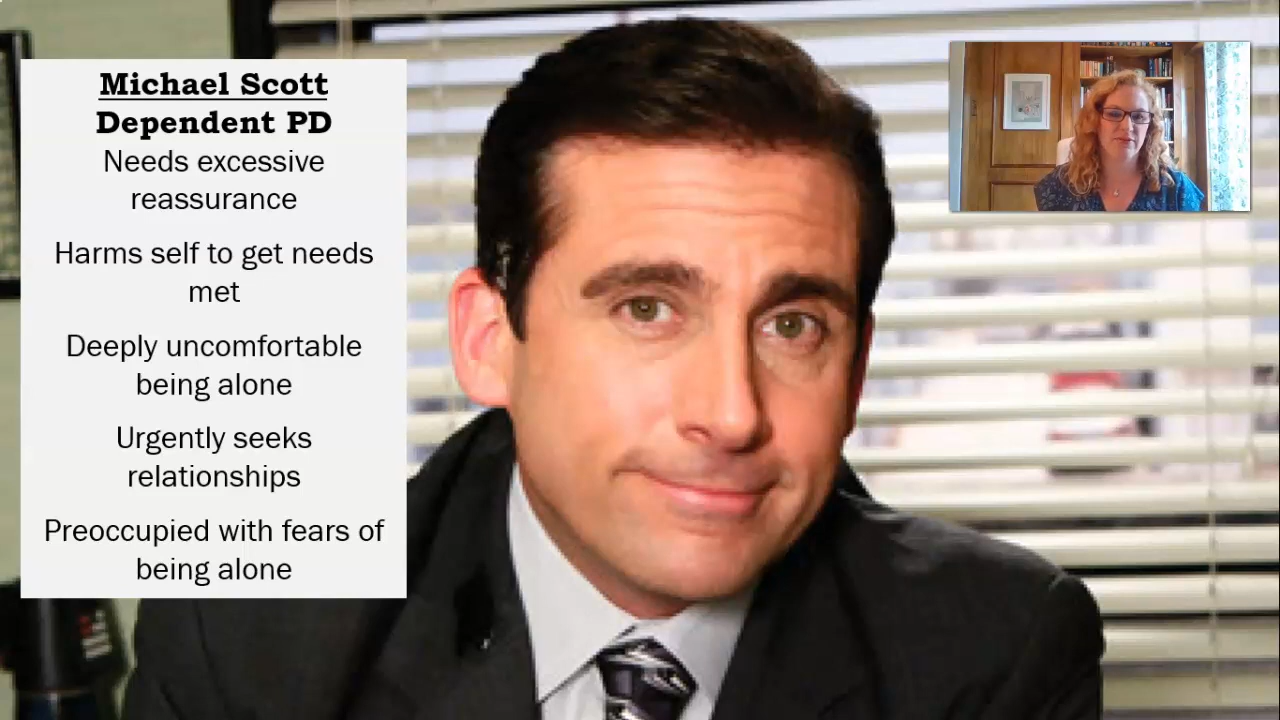 Michael Scott
Dependent PD
Needs excessive
reassurance
Harms self to get needs
met
Deeply uncomfortable
being alone
Urgently seeks
relationships
Preoccupied with fears of
being alone